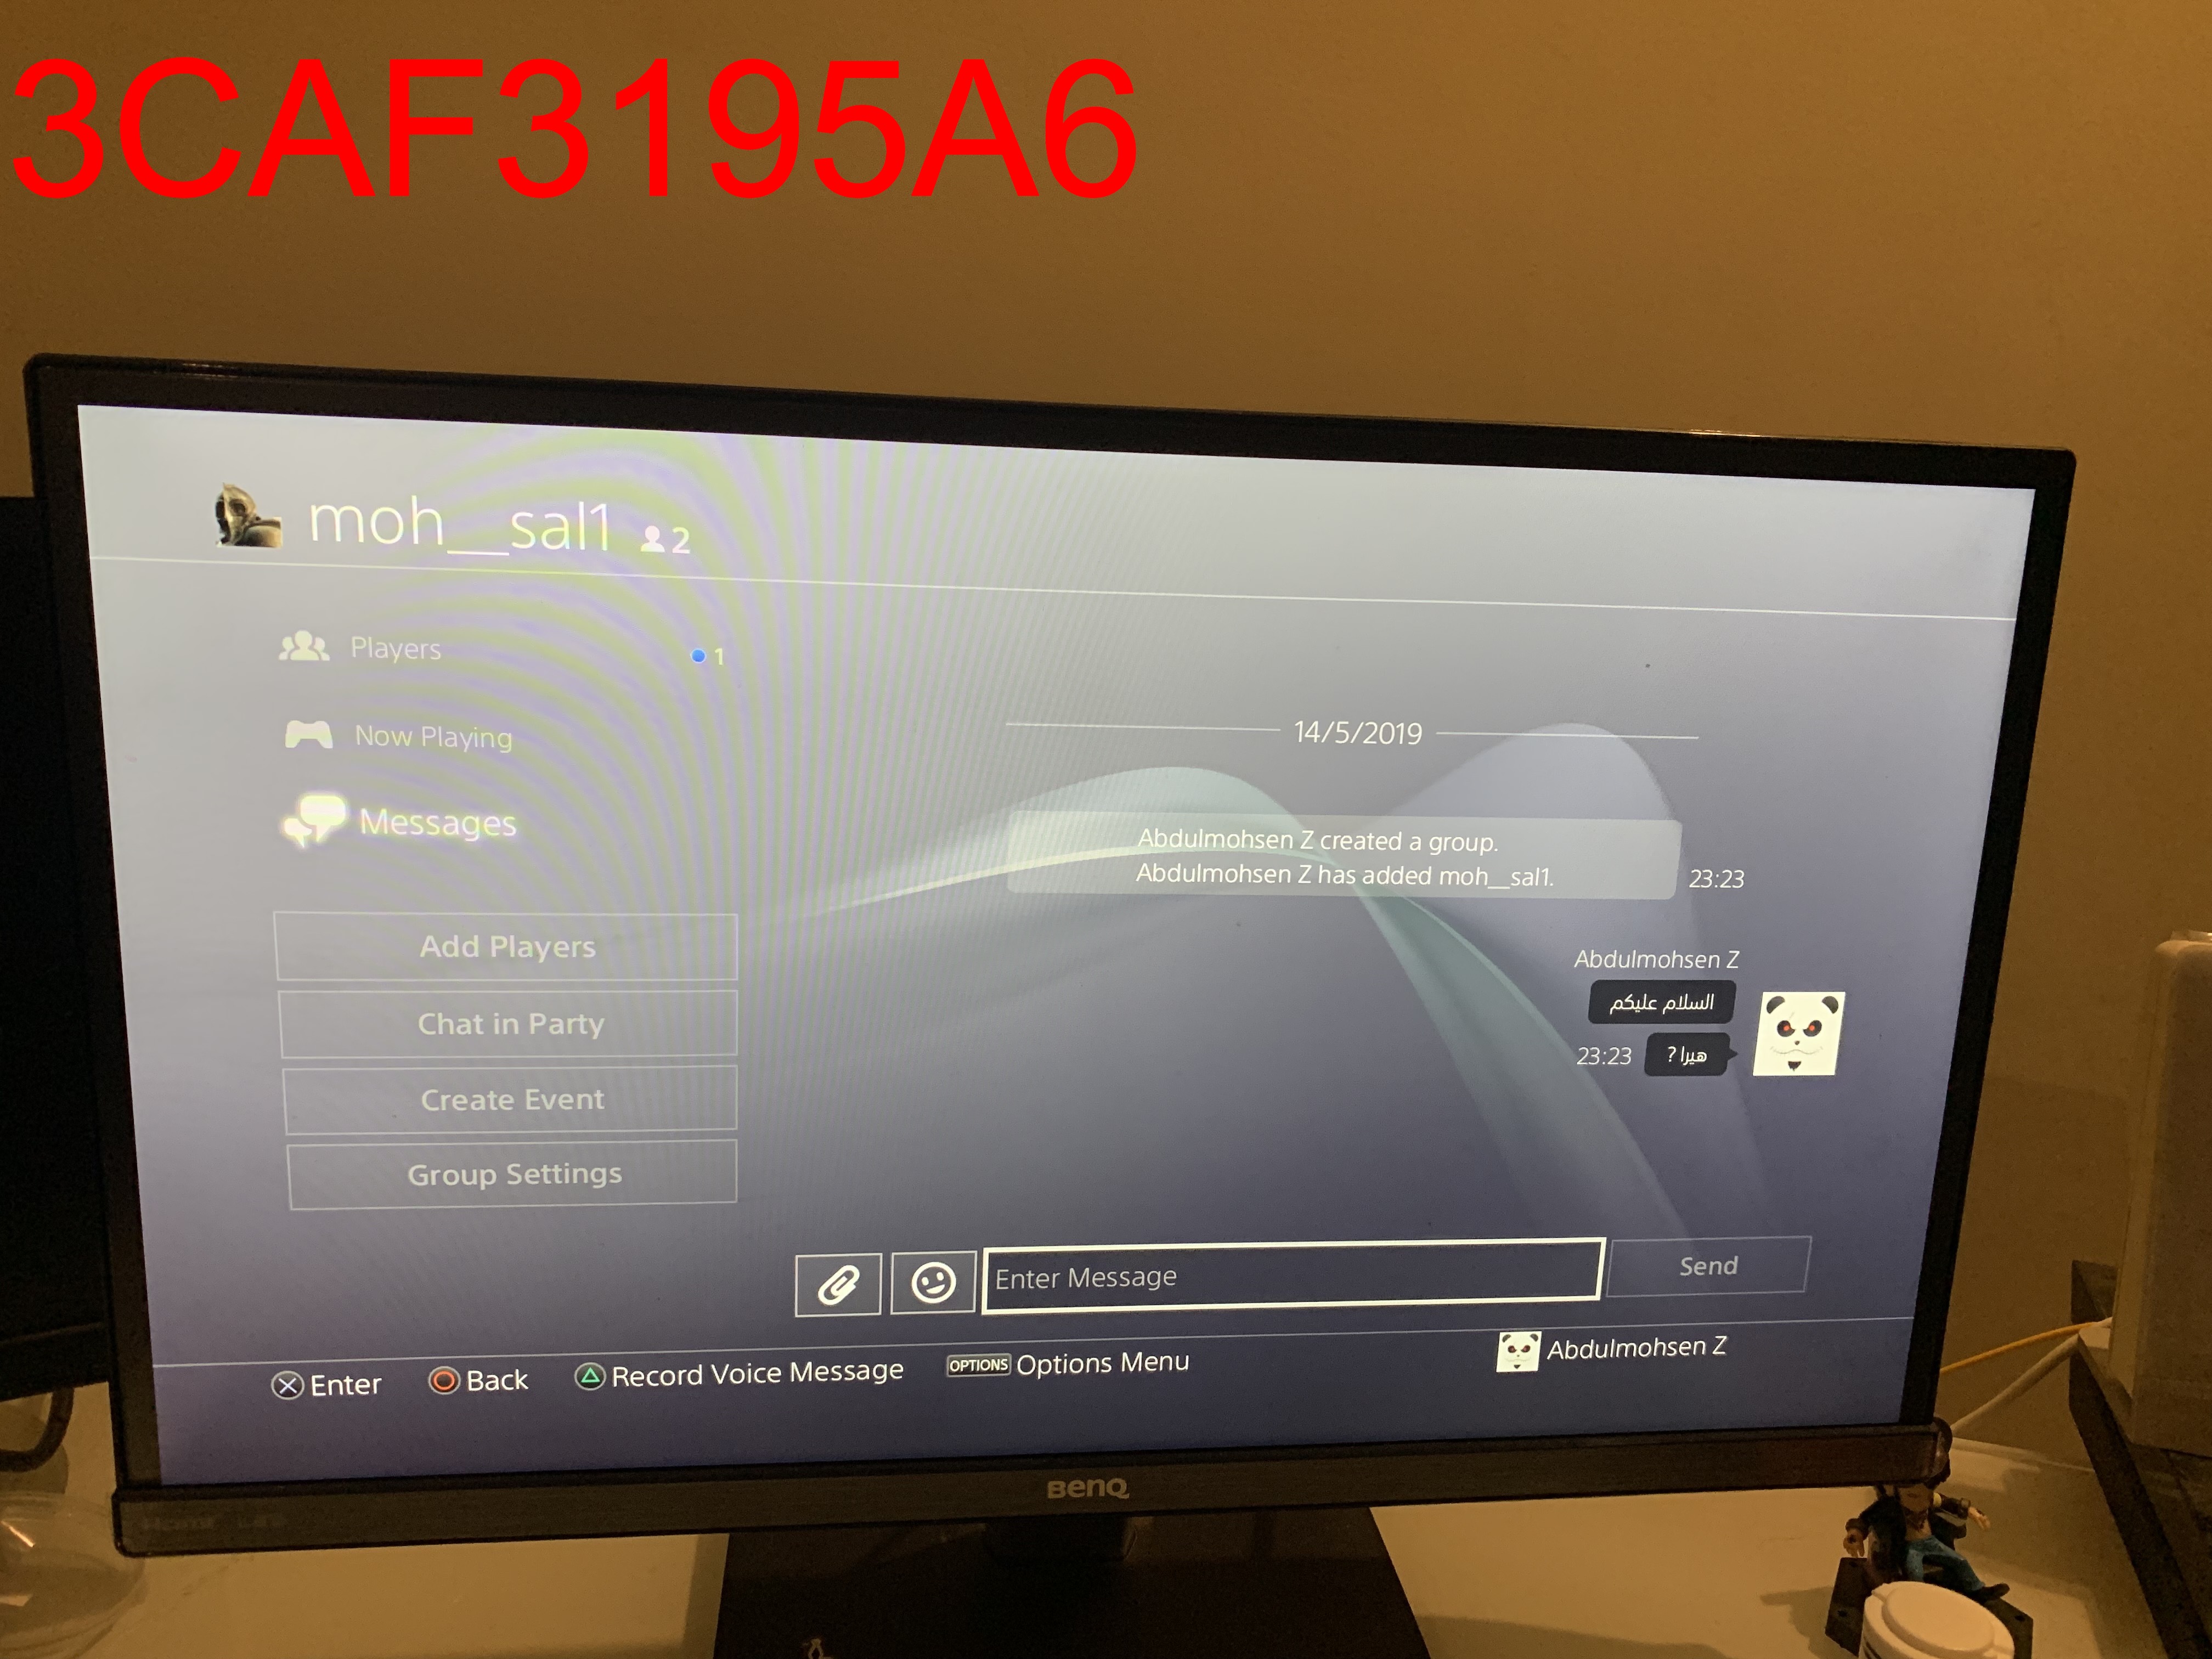 3CAF3195A6
moh__sal1 2
Players 1
Now Playing
Messages
Add Players
Chat in Party
Create Event
Group Settings
14/5/2019
Abdulmohsen Z created a group.
Abdulmohsen Z has added moh__sal1.
23:23
Abdulmohsen Z
السلام عليكم
هيرا ?
23:23
Enter Message
Send
Enter Back Record Voice Message OPTIONS Options Menu
Abdulmohsen Z
BenQ